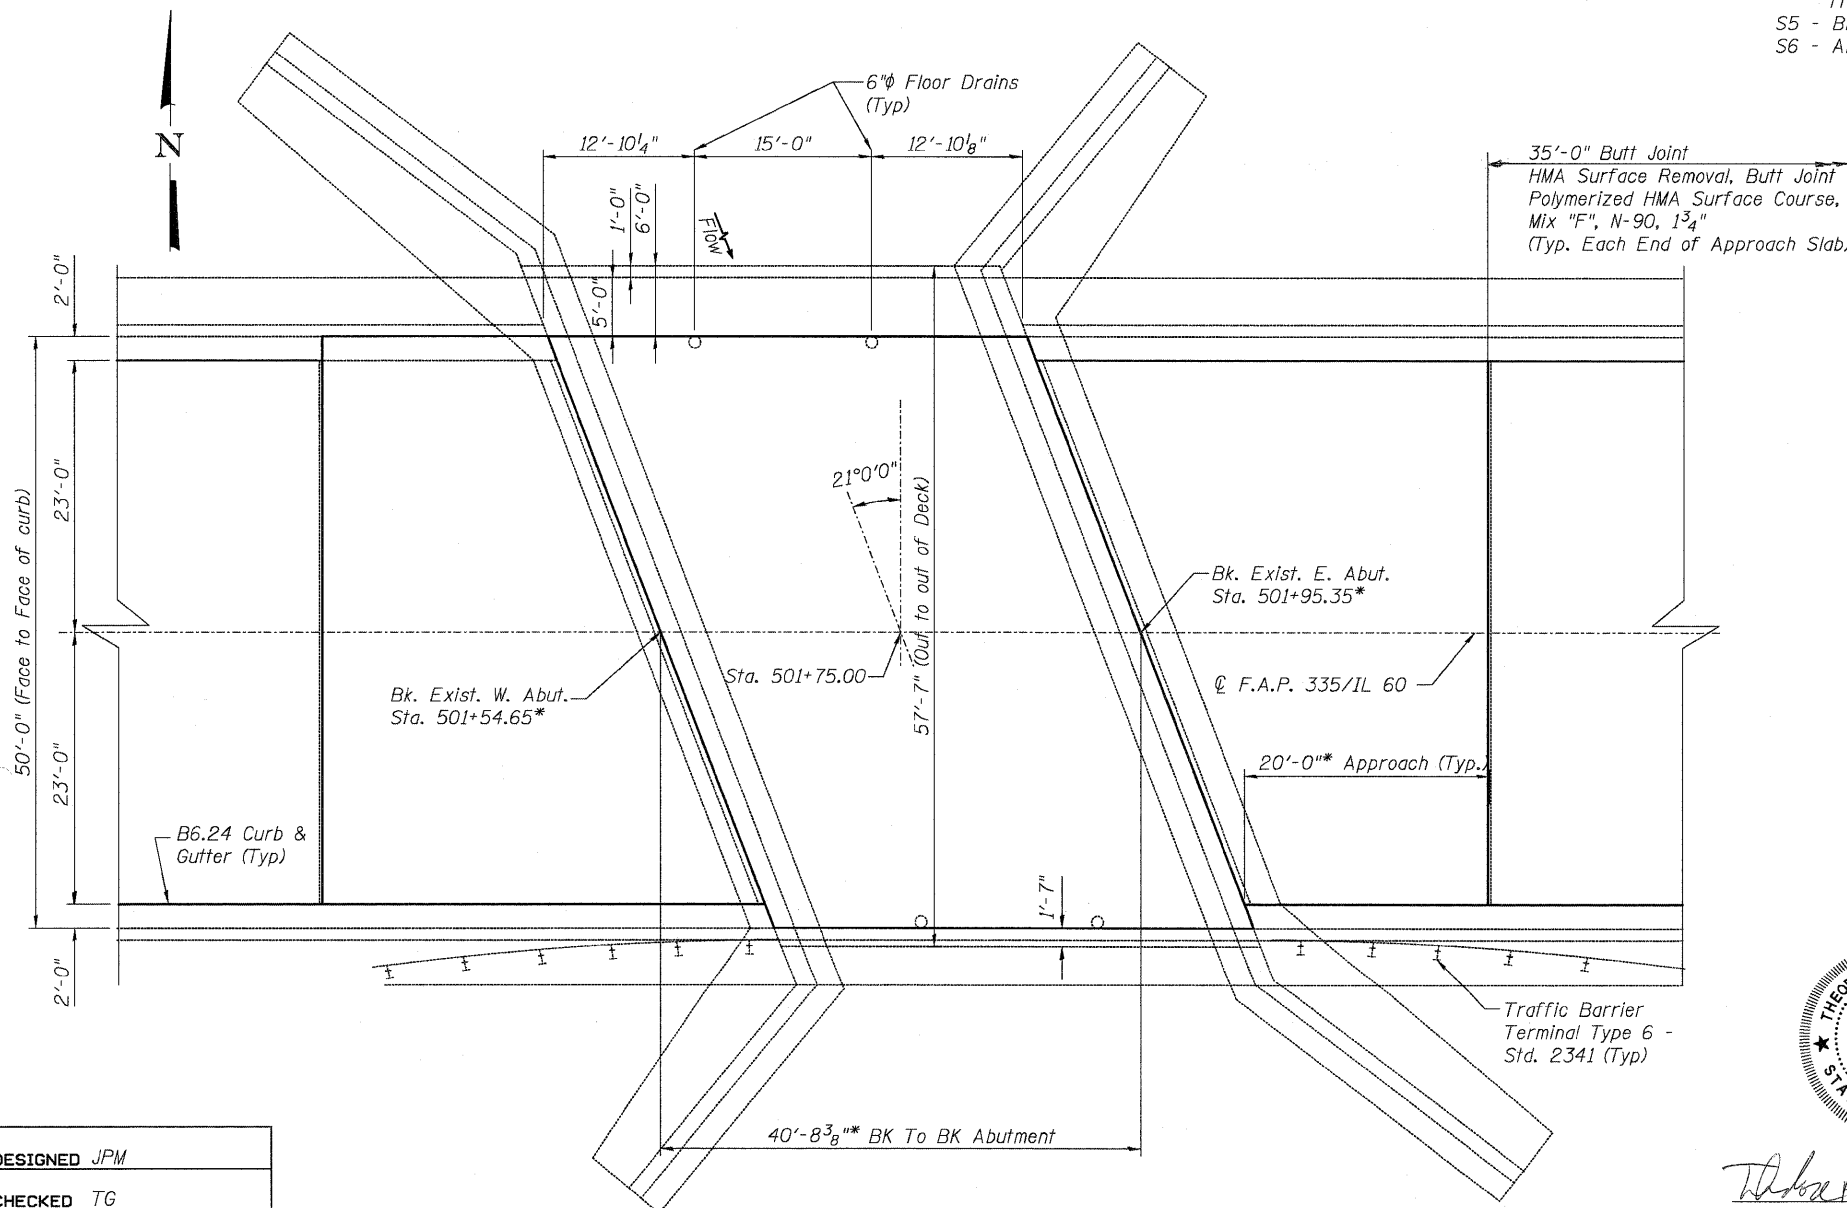 S5 - B
S6 - A
N
6"ϕ Floor Drains
(Typ)
12'-10¼"
15'-0"
12'-10⅛"
35'-0" Butt Joint
HMA Surface Removal, Butt Joint
Polymerized HMA Surface Course,
Mix "F", N-90, 1¾"
(Typ. Each End of Approach Slab)
1'-0"
6'-0"
Flow
5'-0"
2'-0"
23'-0"
50'-0" (Face to Face of curb)
21°0'0"
57'-7" (Out to out of Deck)
Bk. Exist. E. Abut.
Sta. 501+95.35*
Sta. 501+75.00
Bk. Exist. W. Abut.
Sta. 501+54.65*
℄ F.A.P. 335/IL 60
20'-0"* Approach (Typ.)
23'-0"
B6.24 Curb &
Gutter (Typ)
1'-7"
2'-0"
Traffic Barrier
Terminal Type 6 -
Std. 2341 (Typ)
40'-8⅜"* BK To BK Abutment
DESIGNED JPM
CHECKED TG
THEO
STA